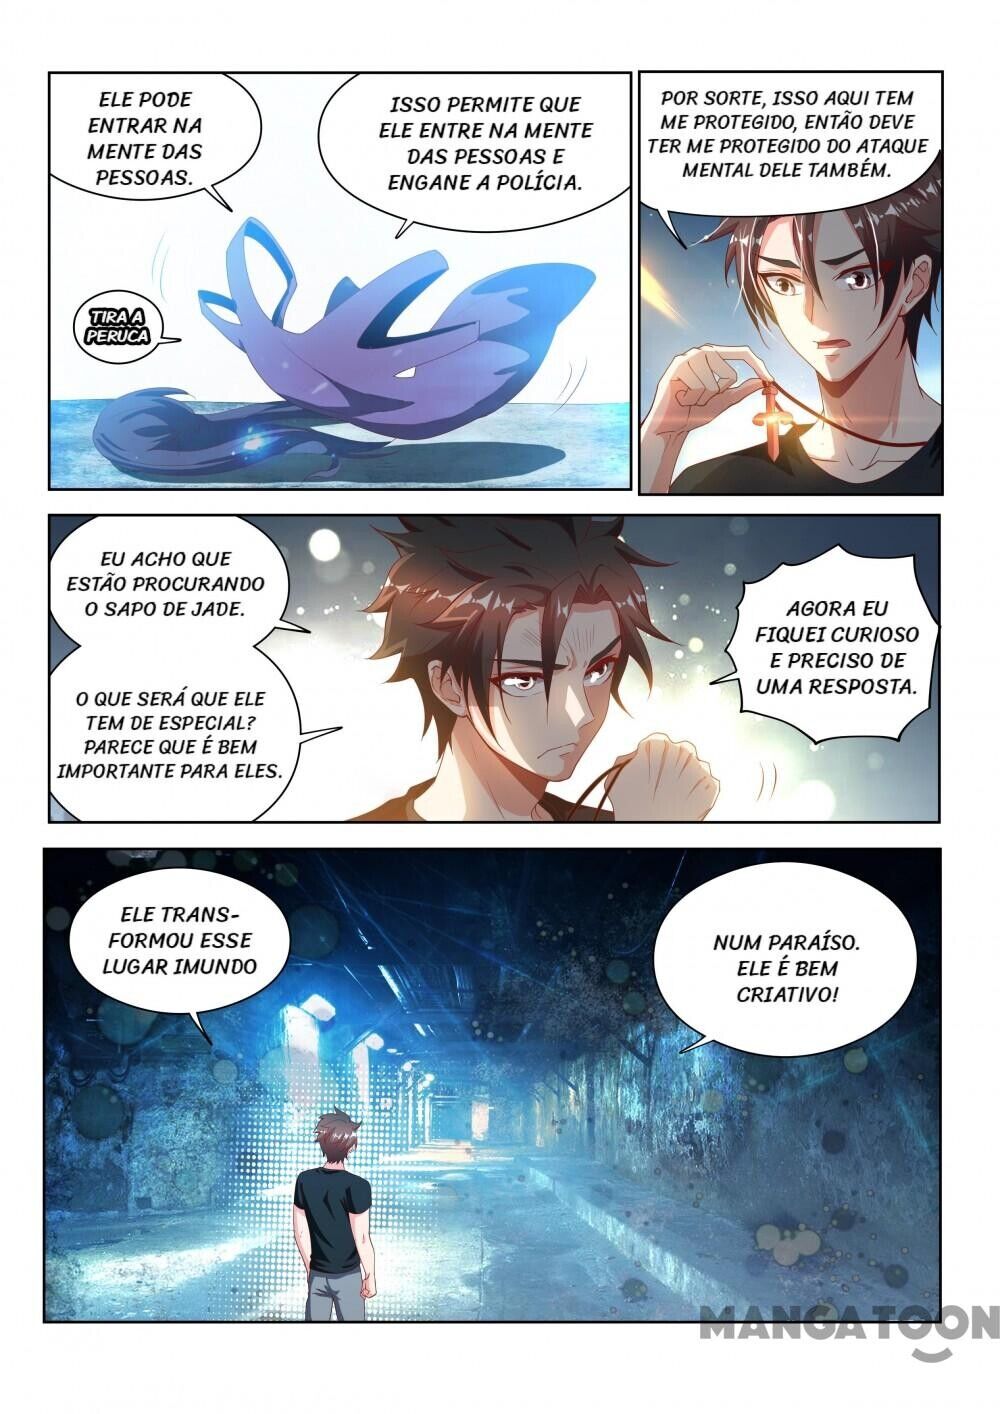 ELE PODE
ENTRAR NA
MENTE DAS
PESSOAS.
ISSO PERMITE QUE
ELE ENTRE NA MENTE
DAS PESSOAS E
ENGANE A POLÍCIA.
TIRA A
PERUCA
POR SORTE, ISSO AQUI TEM
ME PROTEGIDO, ENTÃO DEVE
TER ME PROTEGIDO DO ATAQUE
MENTAL DELE TAMBÉM.
EU ACHO QUE
ESTÃO PROCURANDO
O SAPO DE JADE.
O QUE SERÁ QUE ELE
TEM DE ESPECIAL?
PARECE QUE É BEM
IMPORTANTE PARA ELES.
AGORA EU
FIQUEI CURIOSO
E PRECISO DE
UMA RESPOSTA.
ELE TRANS-
FORMOU ESSE
LUGAR IMUNDO
NUM PARAÍSO.
ELE É BEM
CRIATIVO!
MANGATOON